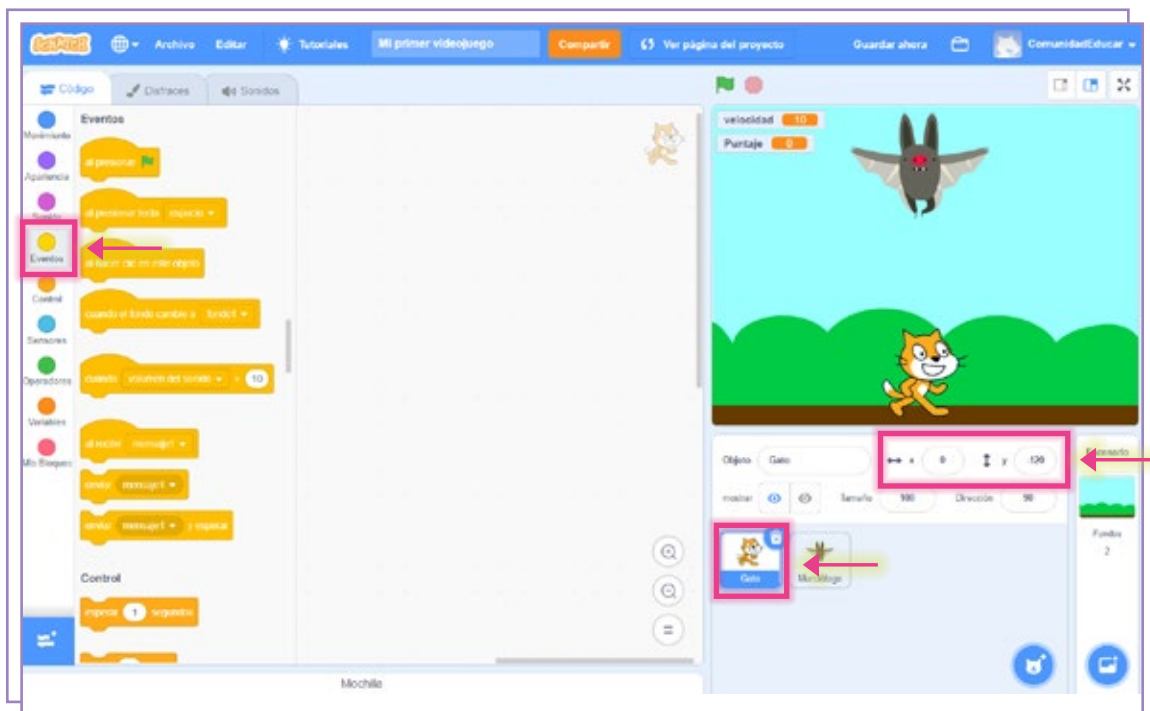 SCRATCH
Archivo
Editar
Tutoriales
Mi primer videojuego
Compartir
Ver página del proyecto
Guardar ahora
ComunidadEducar
Código
Disfraces
Sonidos
Movimiento
Apariencia
Sonido
Eventos
Control
Sensores
Operadores
Variables
Mis Bloques
Eventos
al presionar
al presionar tecla espacio
al hacer clic en este objeto
cuando el fondo cambie a fondo1
cuando volumen del sonido > 10
al recibir mensaje1
enviar mensaje1
enviar mensaje1 y esperar
Control
esperar 1 segundos
Mochila
velocidad 10
Puntaje 0
Objeto Gato
x 0 y -120
mostrar Tamaño 100 Dirección 90
Gato
Murciélago
Escenario
Fondos
2